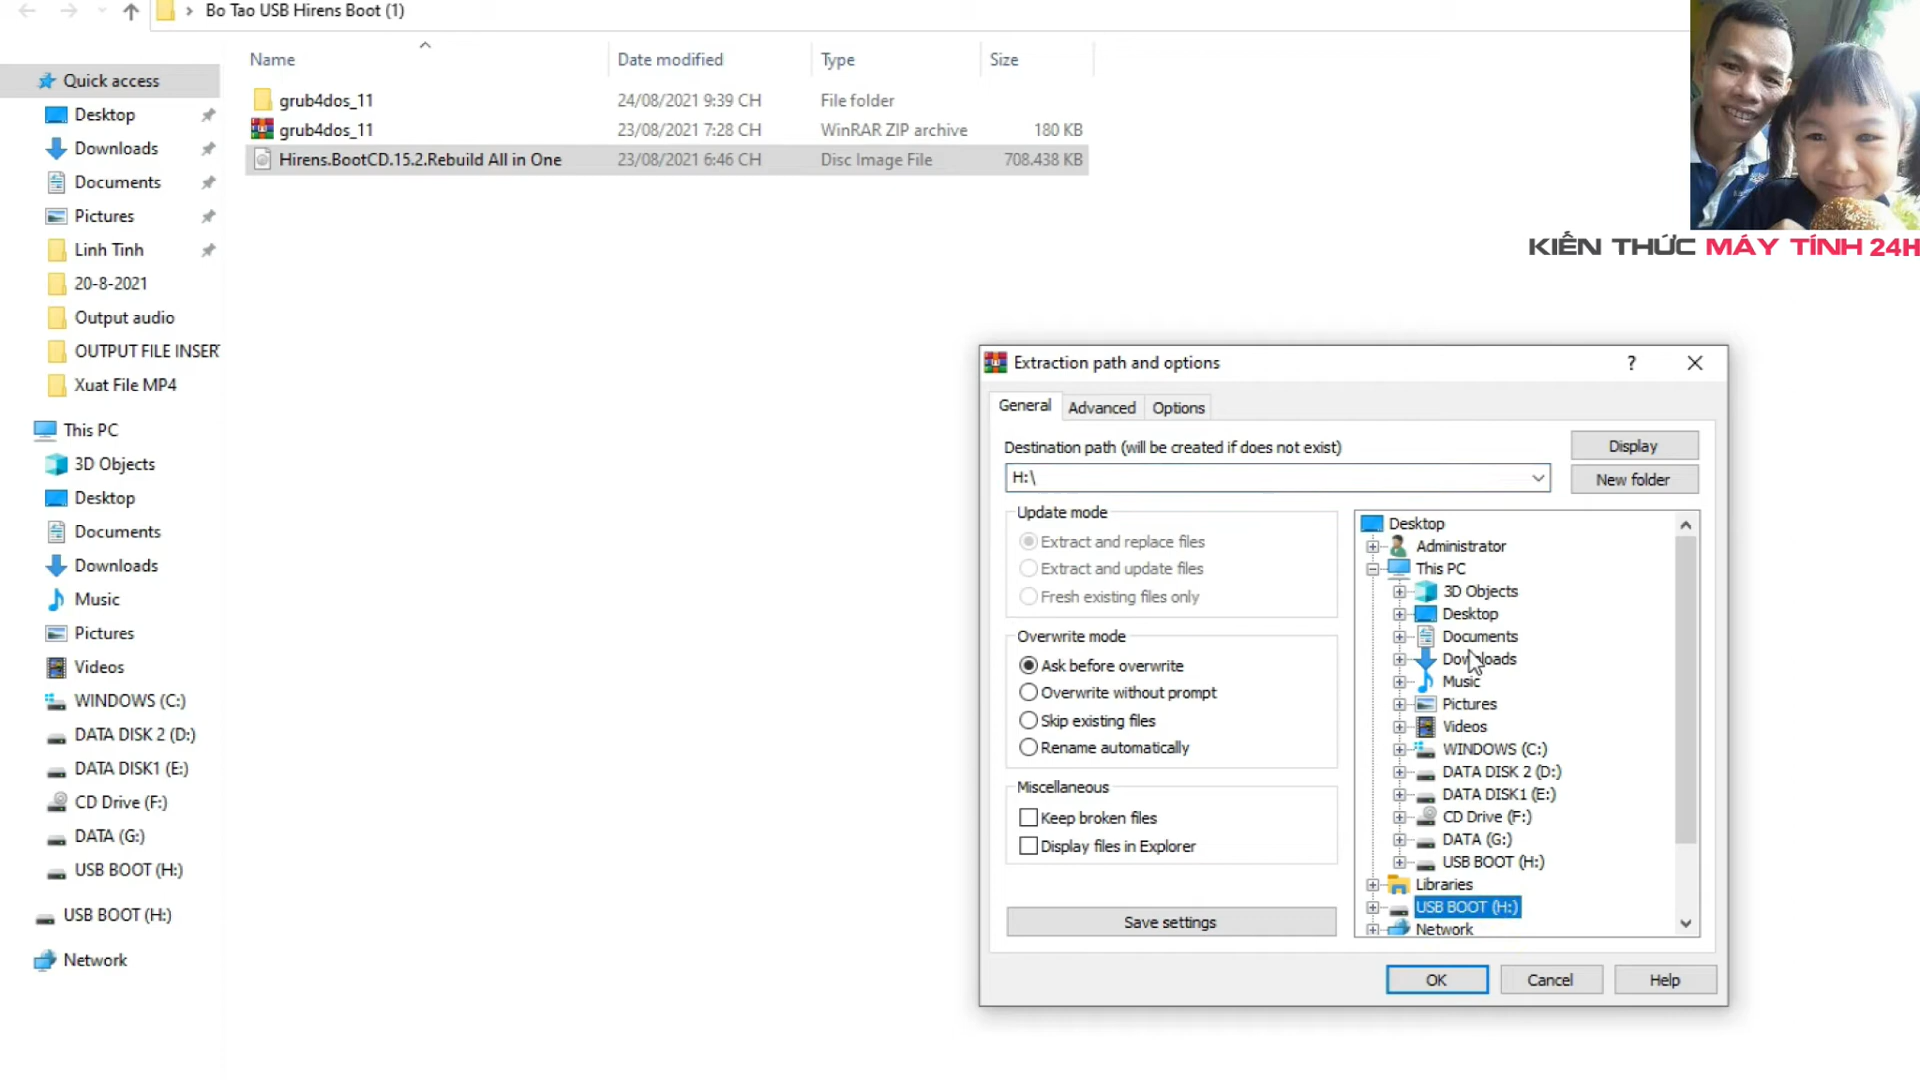 Bo Tao USB Hirens Boot (1)
Name Date modified Type Size
grub4dos_11 24/08/2021 9:39 CH File folder
grub4dos_11 23/08/2021 7:28 CH WinRAR ZIP archive 180 KB
Hirens.BootCD.15.2.Rebuild All in One 23/08/2021 6:46 CH Disc Image File 708.438 KB
Quick access
Desktop
Downloads
Documents
Pictures
Linh Tinh
20-8-2021
Output audio
OUTPUT FILE INSERT
Xuat File MP4
This PC
3D Objects
Desktop
Documents
Downloads
Music
Pictures
Videos
WINDOWS (C:)
DATA DISK 2 (D:)
DATA DISK1 (E:)
CD Drive (F:)
DATA (G:)
USB BOOT (H:)
USB BOOT (H:)
Network
KIẾN THỨC MÁY TÍNH 24H
Extraction path and options ?
General Advanced Options
Destination path (will be created if does not exist)
H:\
Display
New folder
Update mode
Extract and replace files
Extract and update files
Fresh existing files only
Overwrite mode
Ask before overwrite
Overwrite without prompt
Skip existing files
Rename automatically
Miscellaneous
Keep broken files
Display files in Explorer
Save settings
Desktop
Administrator
This PC
3D Objects
Desktop
Documents
Downloads
Music
Pictures
Videos
WINDOWS (C:)
DATA DISK 2 (D:)
DATA DISK1 (E:)
CD Drive (F:)
DATA (G:)
USB BOOT (H:)
Libraries
USB BOOT (H:)
Network
OK Cancel Help